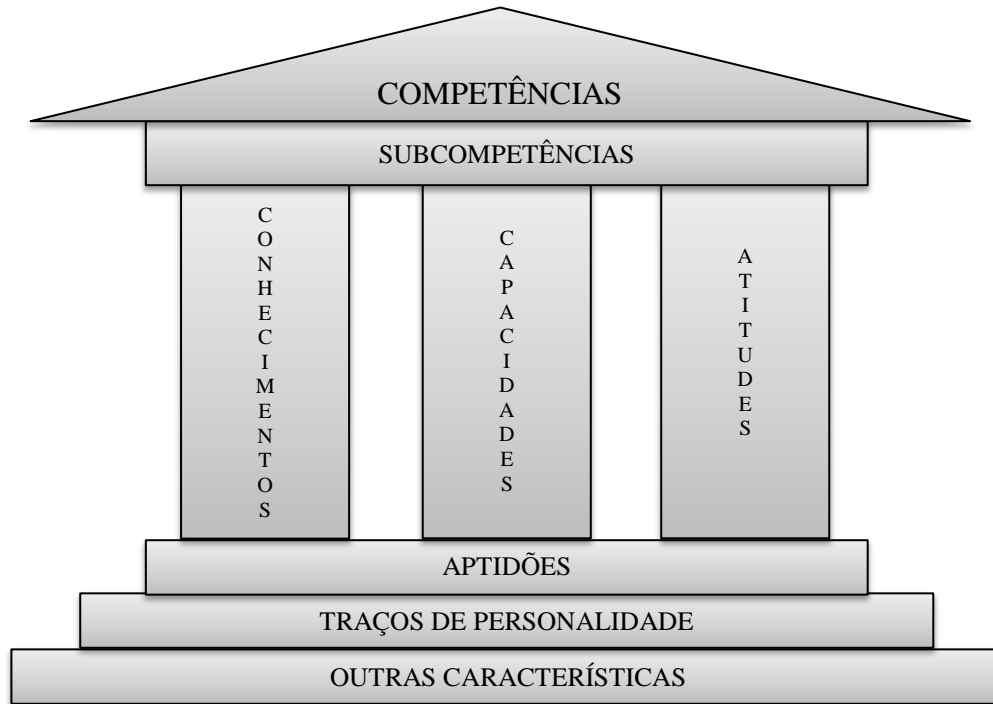 COMPETÊNCIAS
SUBCOMPETÊNCIAS
CONHECIMENTOS
CAPACIDADES
ATITUDES
APTIDÕES
TRAÇOS DE PERSONALIDADE
OUTRAS CARACTERÍSTICAS